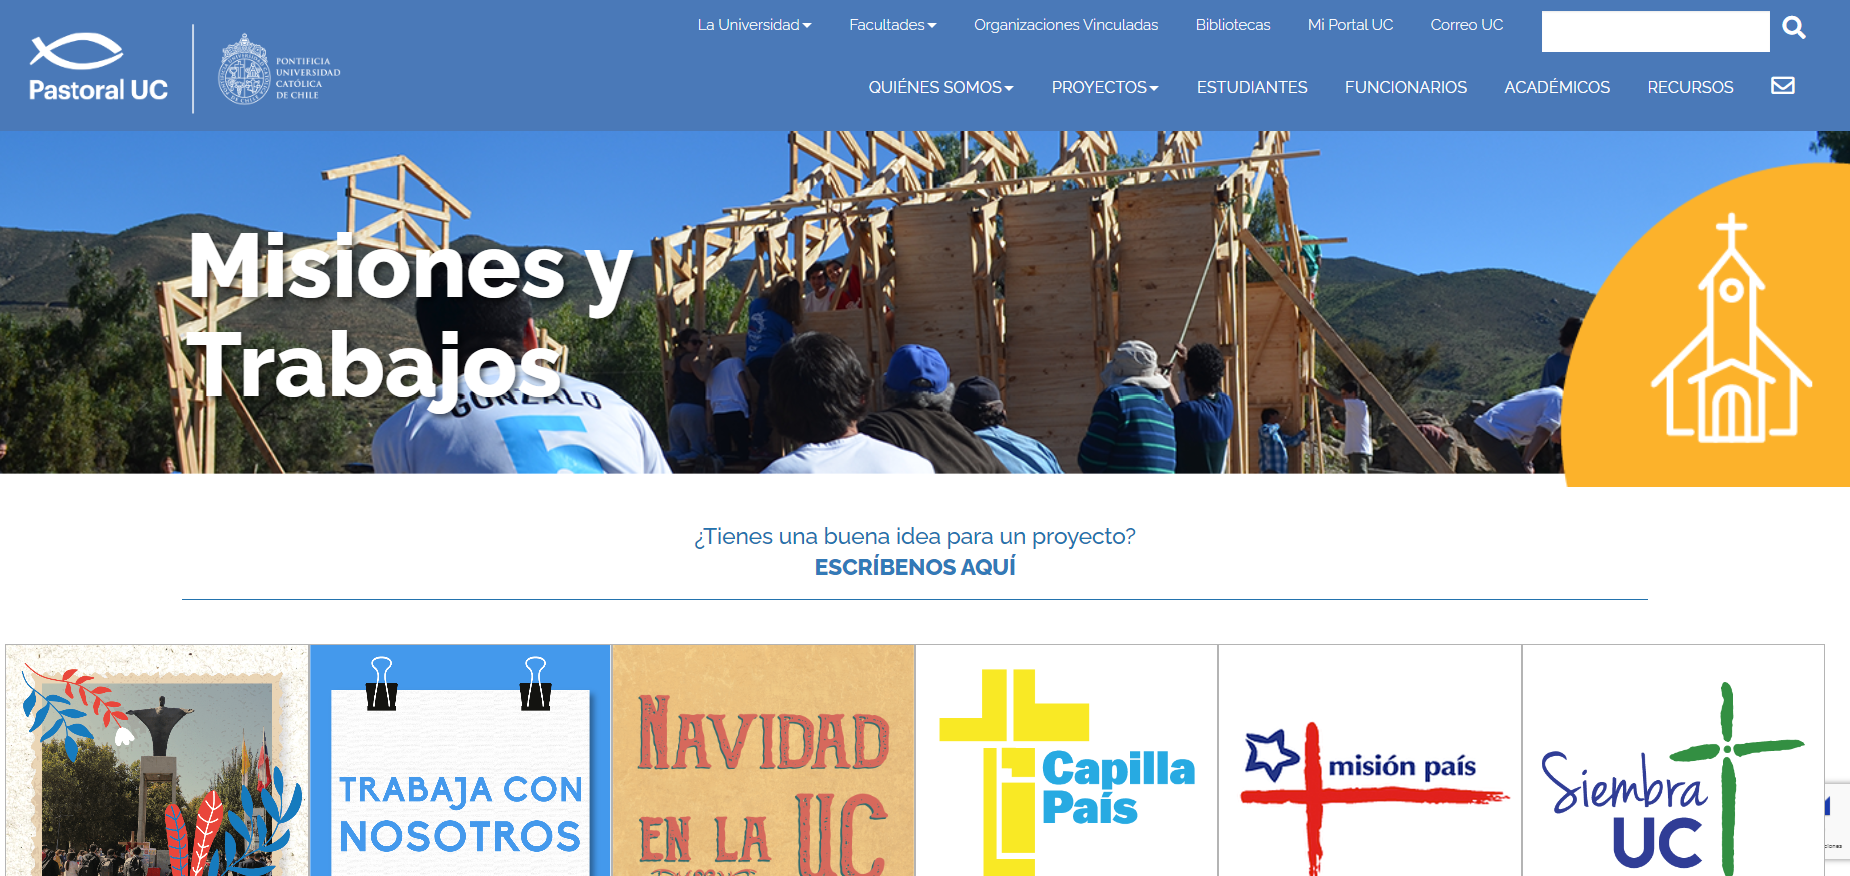 La Universidad
Facultades
Organizaciones Vinculadas
Bibliotecas
Mi Portal UC
Correo UC
Pastoral UC
PONTIFICIA
UNIVERSIDAD
CATÓLICA
DE CHILE
QUIÉNES SOMOS
PROYECTOS
ESTUDIANTES
FUNCIONARIOS
ACADÉMICOS
RECURSOS
Misiones y
Trabajos
GONZALO
5
¿Tienes una buena idea para un proyecto?
ESCRÍBENOS AQUÍ
TRABAJA CON
NOSOTROS
NAVIDAD
EN LA UC
Capilla
País
misión país
Siembra
UC